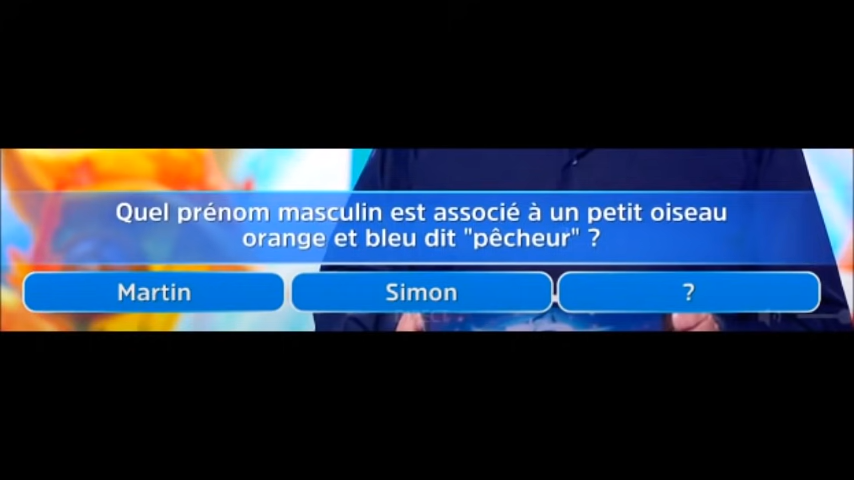 Quel prénom masculin est associé à un petit oiseau
orange et bleu dit "pêcheur" ?
Martin
Simon
?